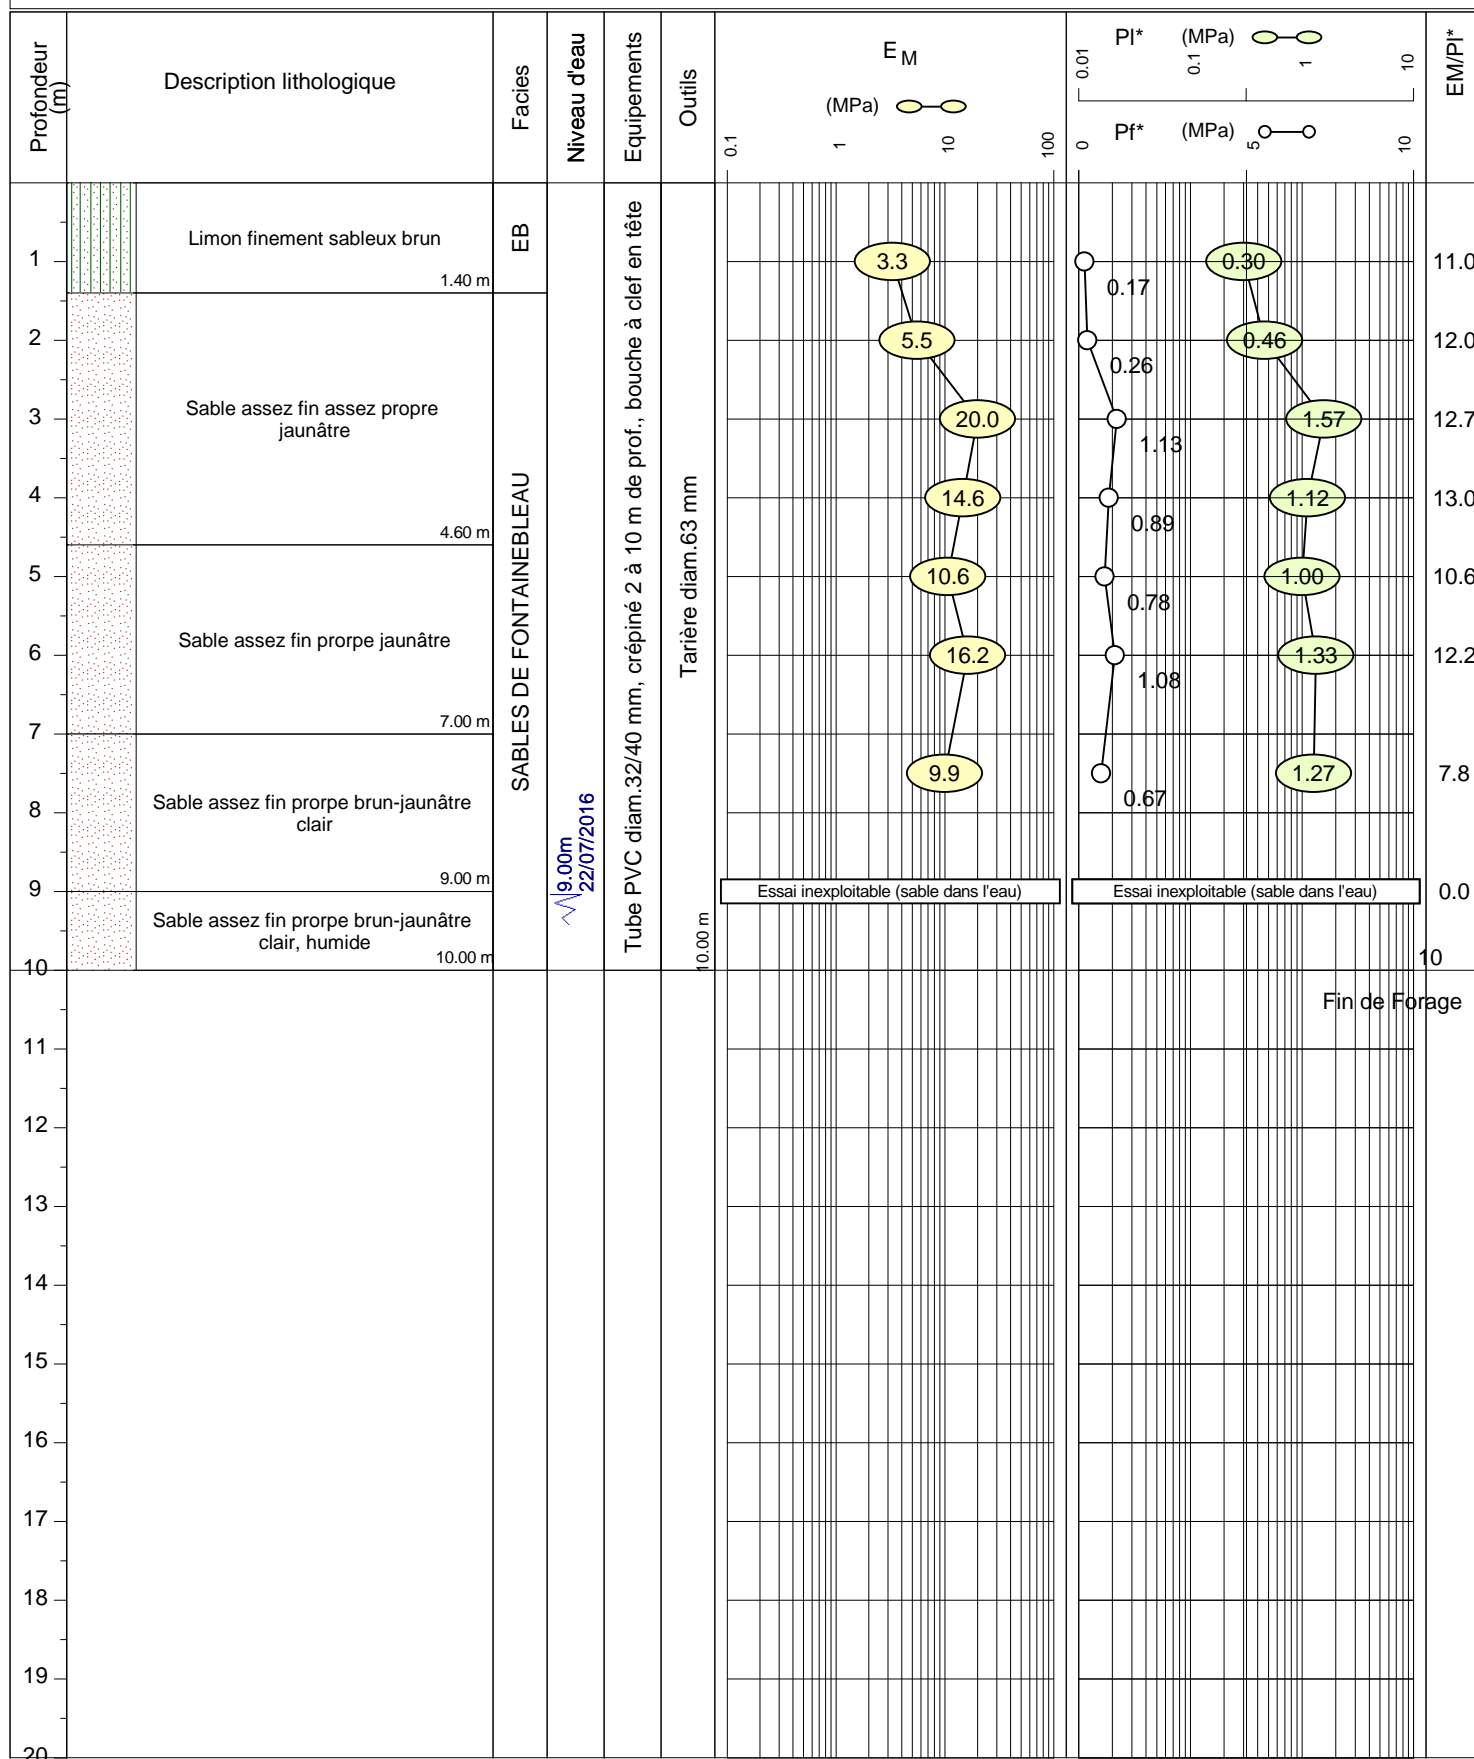 Profondeur
(m)
Description lithologique
Facies
Niveau d'eau
Equipements
Outils
E M
(MPa)
0.1
1
10
100
Pl*
(MPa)
0.01
0.1
1
10
Pf*
(MPa)
0
5
10
EM/Pl*
Limon finement sableux brun
1.40 m
Sable assez fin assez propre
jaunâtre
4.60 m
Sable assez fin prorpe jaunâtre
7.00 m
Sable assez fin prorpe brun-jaunâtre
clair
9.00 m
Sable assez fin prorpe brun-jaunâtre
clair, humide
10.00 m
EB
SABLES DE FONTAINEBLEAU
9.00m
22/07/2016
Tube PVC diam.32/40 mm, crépiné 2 à 10 m de prof., bouche à clef en tête
Tarière diam.63 mm
10.00 m
1
3.3
0.17
0.30
11.0
2
5.5
0.26
0.46
12.0
3
20.0
1.13
1.57
12.7
4
14.6
0.89
1.12
13.0
5
10.6
0.78
1.00
10.6
6
16.2
1.08
1.33
12.2
7
9.9
0.67
1.27
7.8
8
9
Essai inexploitable (sable dans l'eau)
Essai inexploitable (sable dans l'eau)
0.0
10
10
Fin de Forage
11
12
13
14
15
16
17
18
19
20